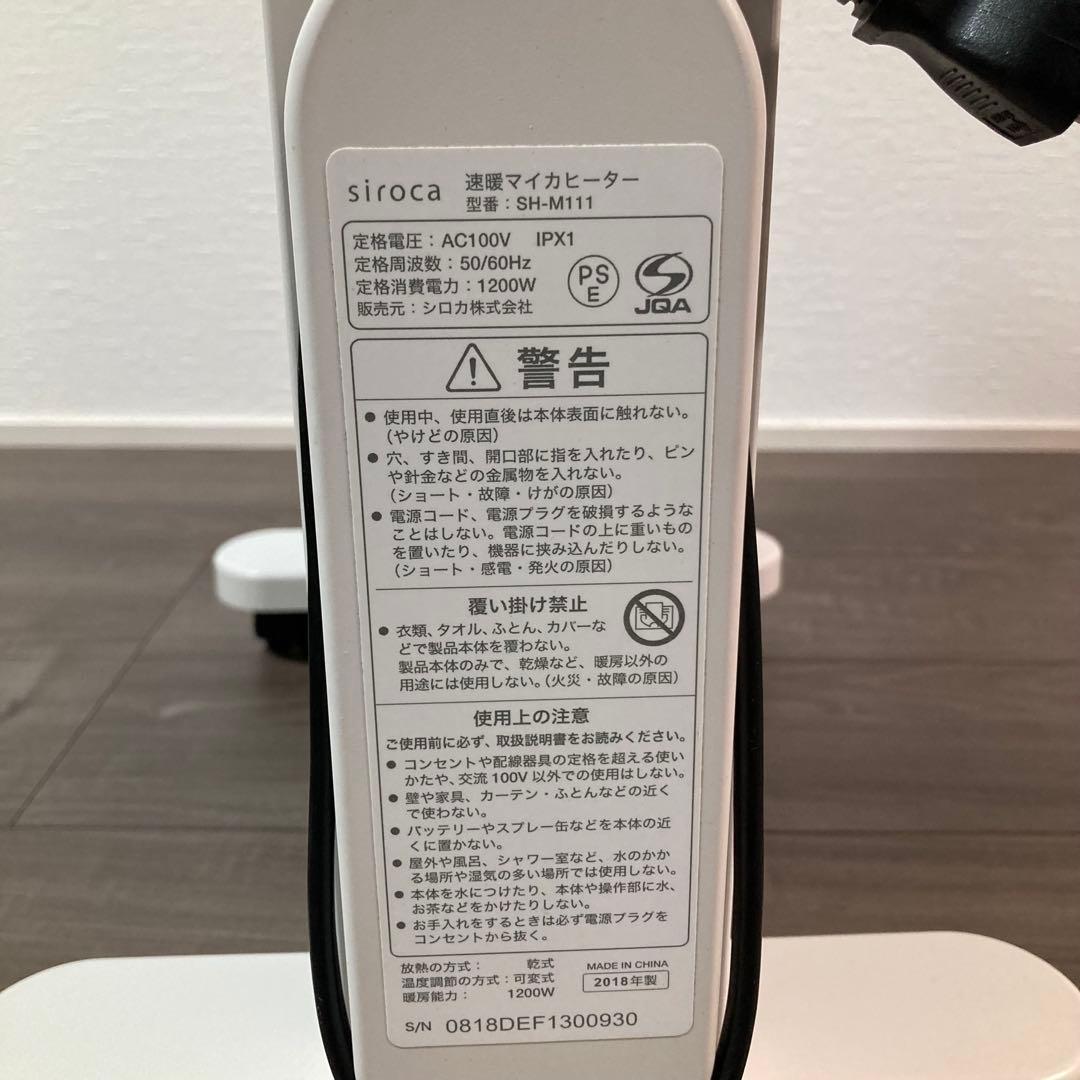 siroca 速暖マイカヒーター
型番：SH-M111
定格電圧：AC100V IPX1
定格周波数：50/60Hz
定格消費電力：1200W
販売元：シロカ株式会社
PS
E
JQA
警告
● 使用中、使用直後は本体表面に触れない。
（やけどの原因）
● 穴、すき間、開口部に指を入れたり、ピン
や針金などの金属物を入れない。
（ショート・故障・けがの原因）
● 電源コード、電源プラグを破損するような
ことはしない。電源コードの上に重いもの
を置いたり、機器に挟み込んだりしない。
（ショート・感電・発火の原因）
覆い掛け禁止
● 衣類、タオル、ふとん、カバーな
どで製品本体を覆わない。
製品本体のみで、乾燥など、暖房以外の
用途には使用しない。（火災・故障の原因）
使用上の注意
ご使用前に必ず、取扱説明書をお読みください。
● コンセントや配線器具の定格を超える使い
かたや、交流100V以外での使用はしない。
● 壁や家具、カーテン・ふとんなどの近く
で使わない。
● バッテリーやスプレー缶などを本体の近
くに置かない。
● 屋外や風呂、シャワー室など、水のかか
る場所や湿気の多い場所では使用しない。
● 本体を水につけたり、本体や操作部に水、
お茶などをかけたりしない。
● お手入れをするときは必ず電源プラグを
コンセントから抜く。
放熱の方式： 乾式
温度調節の方式：可変式
暖房能力： 1200W
MADE IN CHINA
2018年製
S/N 0818DEF1300930